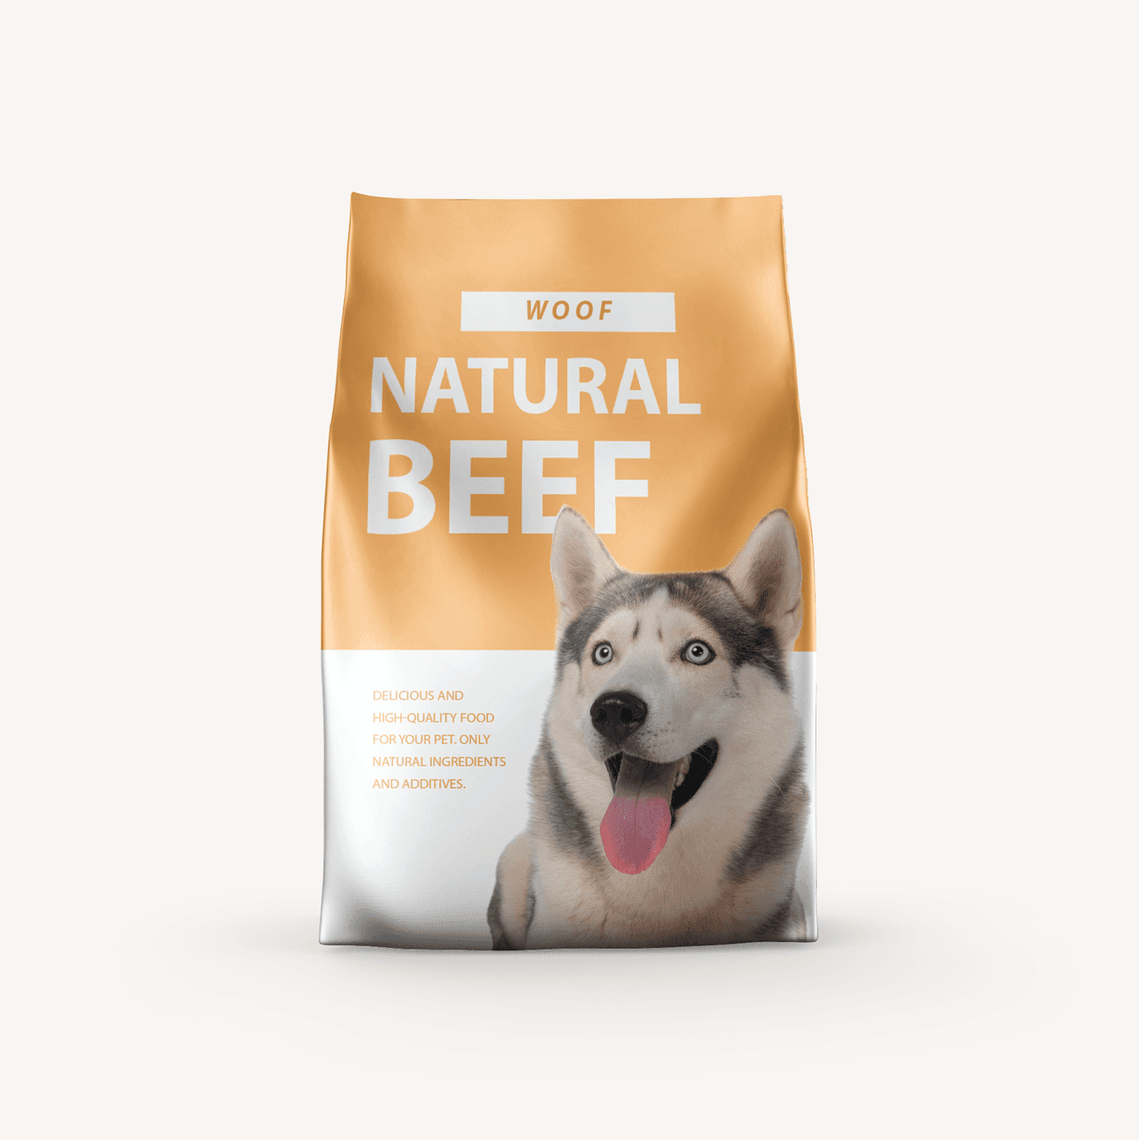 WOOF
NATURAL
BEEF
DELICIOUS AND
HIGH-QUALITY FOOD
FOR YOUR PET. ONLY
NATURAL INGREDIENTS
AND ADDITIVES.